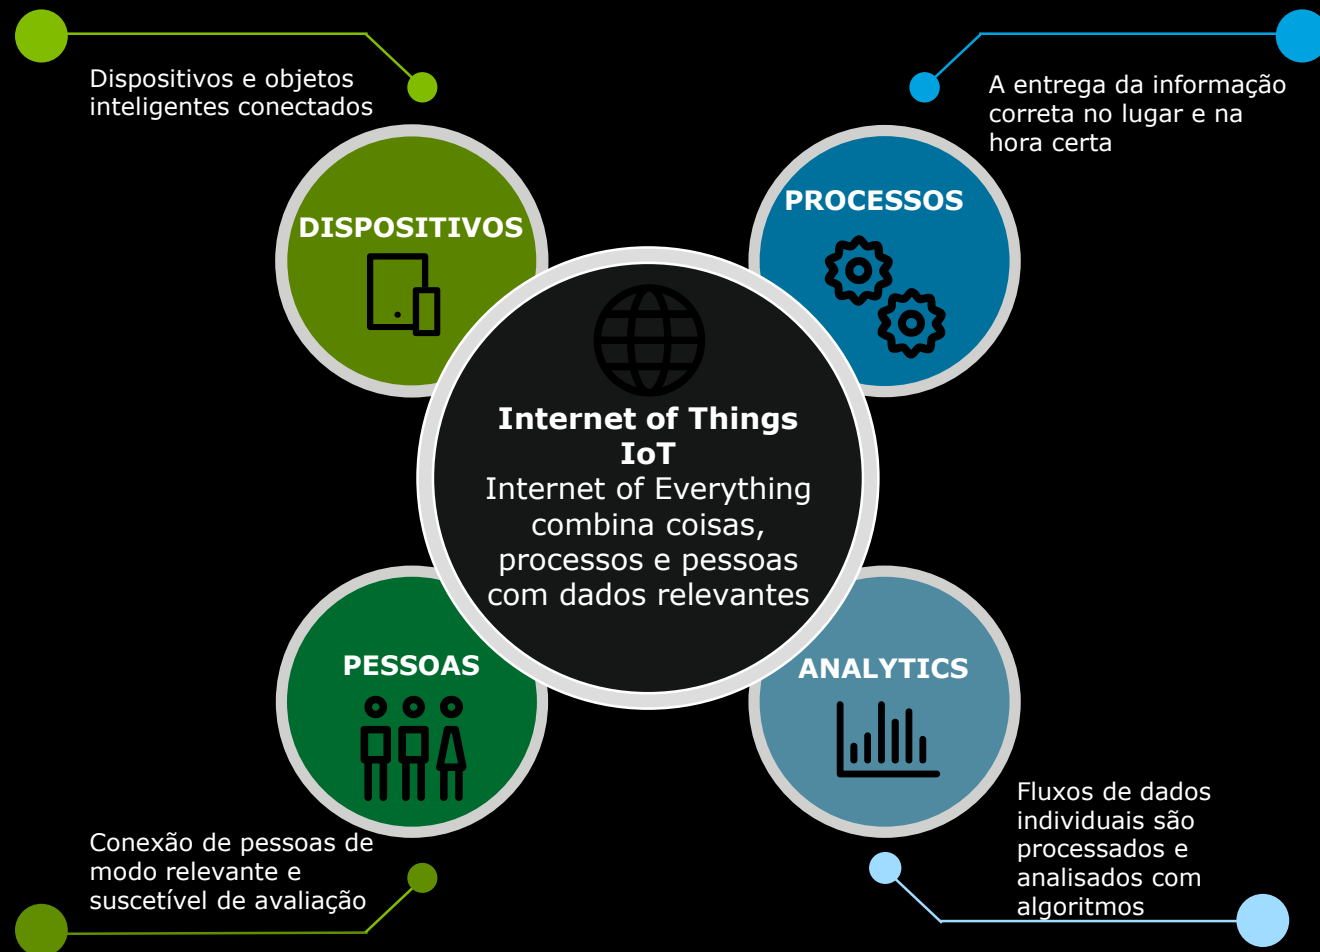 Dispositivos e objetos
inteligentes conectados
A entrega da informação
correta no lugar e na
hora certa
DISPOSITIVOS
PROCESSOS
Internet of Things
IoT
Internet of Everything
combina coisas,
processos e pessoas
com dados relevantes
PESSOAS
ANALYTICS
Conexão de pessoas de
modo relevante e
suscetível de avaliação
Fluxos de dados
individuais são
processados e
analisados com
algoritmos